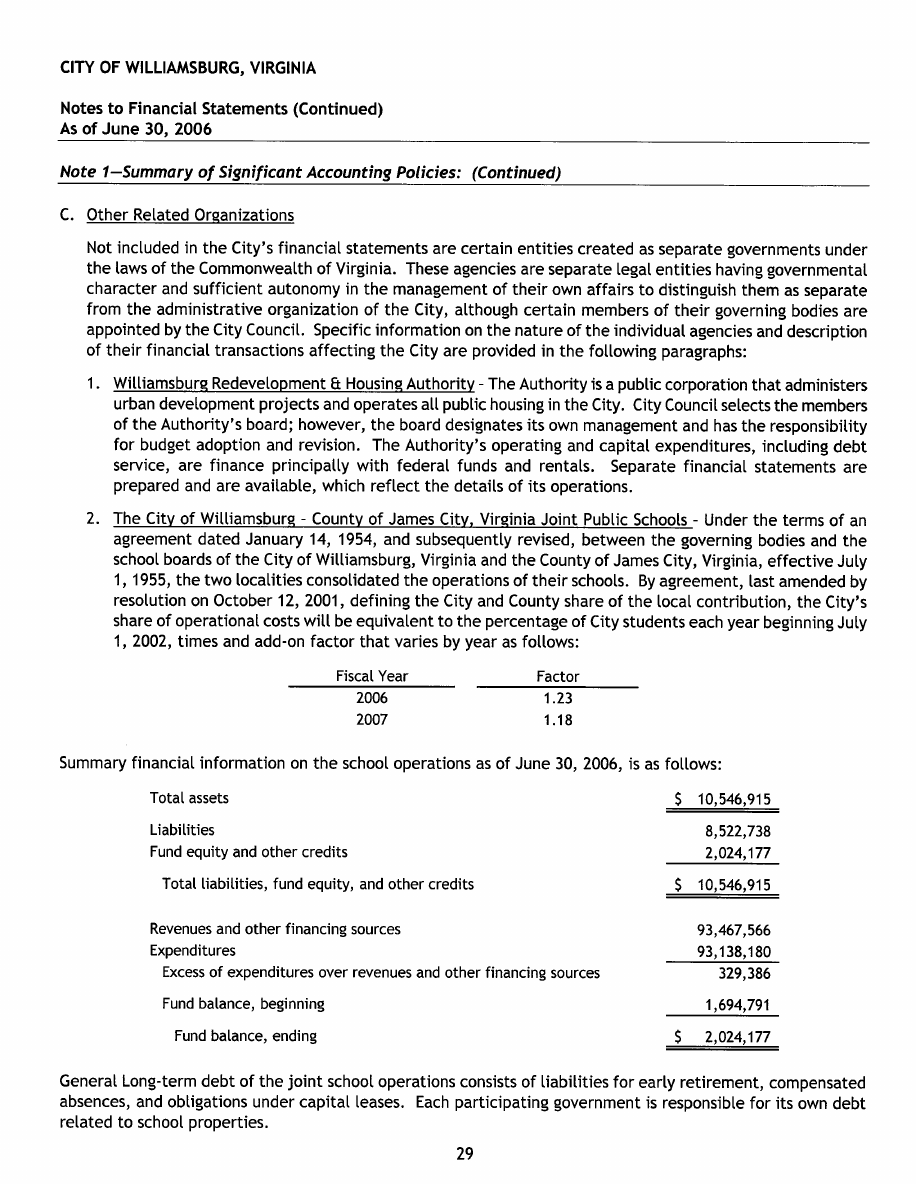 CITY OF WILLIAMSBURG, VIRGINIA
Notes to Financial Statements (Continued)
As of June 30, 2006
Note 1—Summary of Significant Accounting Policies: (Continued)
C. Other Related Organizations
Not included in the City's financial statements are certain entities created as separate governments under
the laws of the Commonwealth of Virginia. These agencies are separate legal entities having governmental
character and sufficient autonomy in the management of their own affairs to distinguish them as separate
from the administrative organization of the City, although certain members of their governing bodies are
appointed by the City Council. Specific information on the nature of the individual agencies and description
of their financial transactions affecting the City are provided in the following paragraphs:
1. Williamsburg Redevelopment & Housing Authority - The Authority is a public corporation that administers
urban development projects and operates all public housing in the City. City Council selects the members
of the Authority's board; however, the board designates its own management and has the responsibility
for budget adoption and revision. The Authority's operating and capital expenditures, including debt
service, are finance principally with federal funds and rentals. Separate financial statements are
prepared and are available, which reflect the details of its operations.
2. The City of Williamsburg - County of James City, Virginia Joint Public Schools - Under the terms of an
agreement dated January 14, 1954, and subsequently revised, between the governing bodies and the
school boards of the City of Williamsburg, Virginia and the County of James City, Virginia, effective July
1, 1955, the two localities consolidated the operations of their schools. By agreement, last amended by
resolution on October 12, 2001, defining the City and County share of the local contribution, the City's
share of operational costs will be equivalent to the percentage of City students each year beginning July
1, 2002, times and add-on factor that varies by year as follows:
Fiscal Year Factor
2006 1.23
2007 1.18
Summary financial information on the school operations as of June 30, 2006, is as follows:
Total assets $ 10,546,915
Liabilities 8,522,738
Fund equity and other credits 2,024,177
Total liabilities, fund equity, and other credits $ 10,546,915
Revenues and other financing sources 93,467,566
Expenditures 93,138,180
Excess of expenditures over revenues and other financing sources 329,386
Fund balance, beginning 1,694,791
Fund balance, ending $ 2,024,177
General Long-term debt of the joint school operations consists of liabilities for early retirement, compensated
absences, and obligations under capital leases. Each participating government is responsible for its own debt
related to school properties.
29